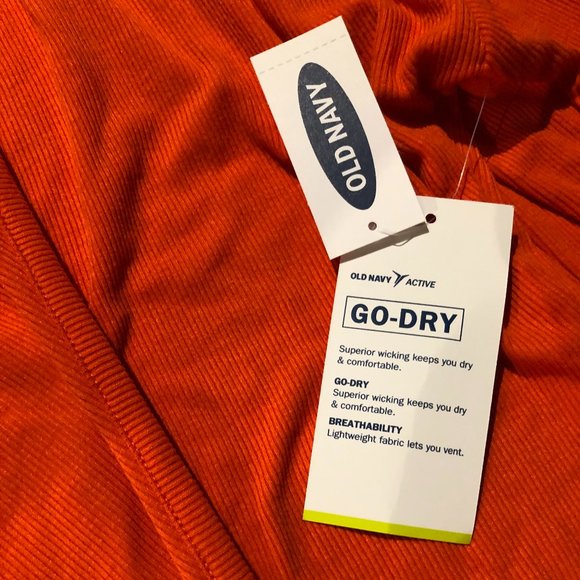 OLD NAVY
OLD NAVY ACTIVE
GO-DRY
Superior wicking keeps you dry
& comfortable.
GO-DRY
Superior wicking keeps you dry
& comfortable.
BREATHABILITY
Lightweight fabric lets you vent.